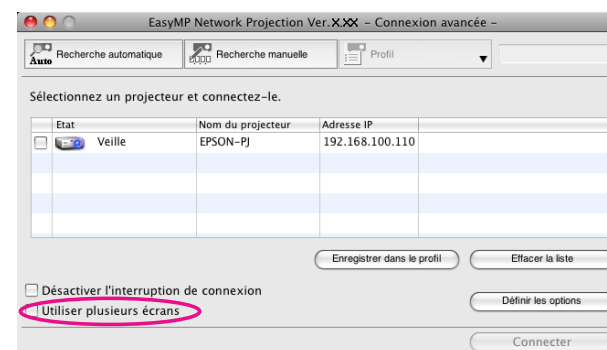 EasyMP Network Projection Ver.X.XX – Connexion avancée –
Auto Recherche automatique Recherche manuelle Profil
Sélectionnez un projecteur et connectez-le.
Etat Nom du projecteur Adresse IP
Veille EPSON-PJ 192.168.100.110
Enregistrer dans le profil Effacer la liste
Désactiver l'interruption de connexion
Définir les options
Utiliser plusieurs écrans
Connecter